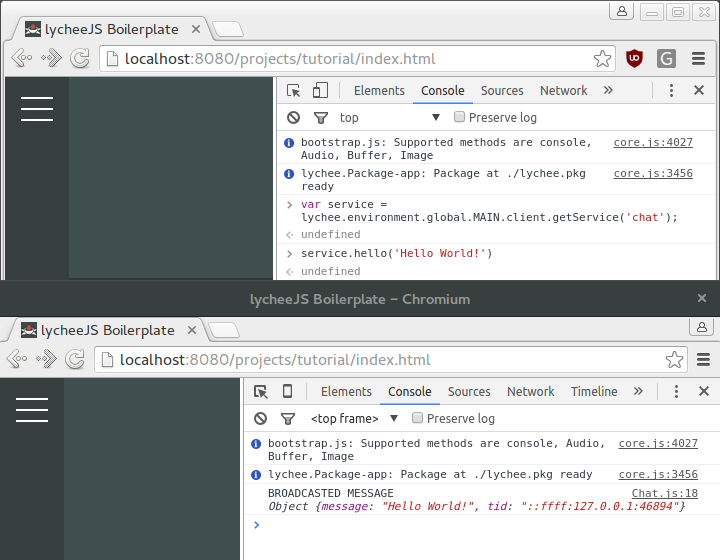 lycheeJS Boilerplate
localhost:8080/projects/tutorial/index.html
UD
G
Elements Console Sources Network »
top ▼ Preserve log
bootstrap.js: Supported methods are console, core.js:4027
Audio, Buffer, Image
lychee.Package-app: Package at ./lychee.pkg core.js:3456
ready
> var service =
lychee.environment.global.MAIN.client.getService('chat');
undefined
> service.hello('Hello World!')
undefined
lycheeJS Boilerplate – Chromium
lycheeJS Boilerplate
localhost:8080/projects/tutorial/index.html
Elements Console Sources Network Timeline »
<top frame> ▼ Preserve log
bootstrap.js: Supported methods are console, Audio, core.js:4027
Buffer, Image
lychee.Package-app: Package at ./lychee.pkg ready core.js:3456
BROADCASTED MESSAGE Chat.js:18
Object {message: "Hello World!", tid: "::ffff:127.0.0.1:46894"}
>